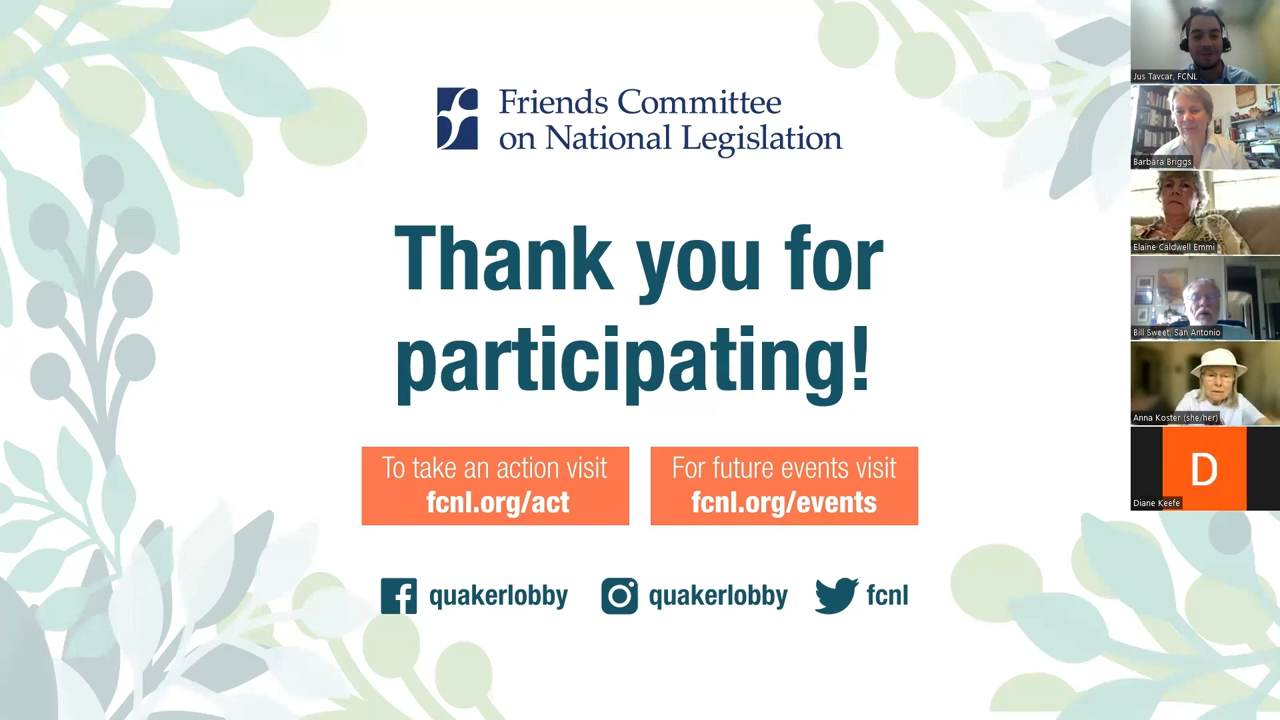 Friends Committee
on National Legislation
Thank you for
participating!
To take an action visit
fcnl.org/act
For future events visit
fcnl.org/events
quakerlobby
quakerlobby
fcnl
Jus Tavcar, FCNL
Barbara Briggs
Elaine Caldwell Emmi
Bill Sweet, San Antonio
Anna Koster (she/her)
D
Diane Keefe